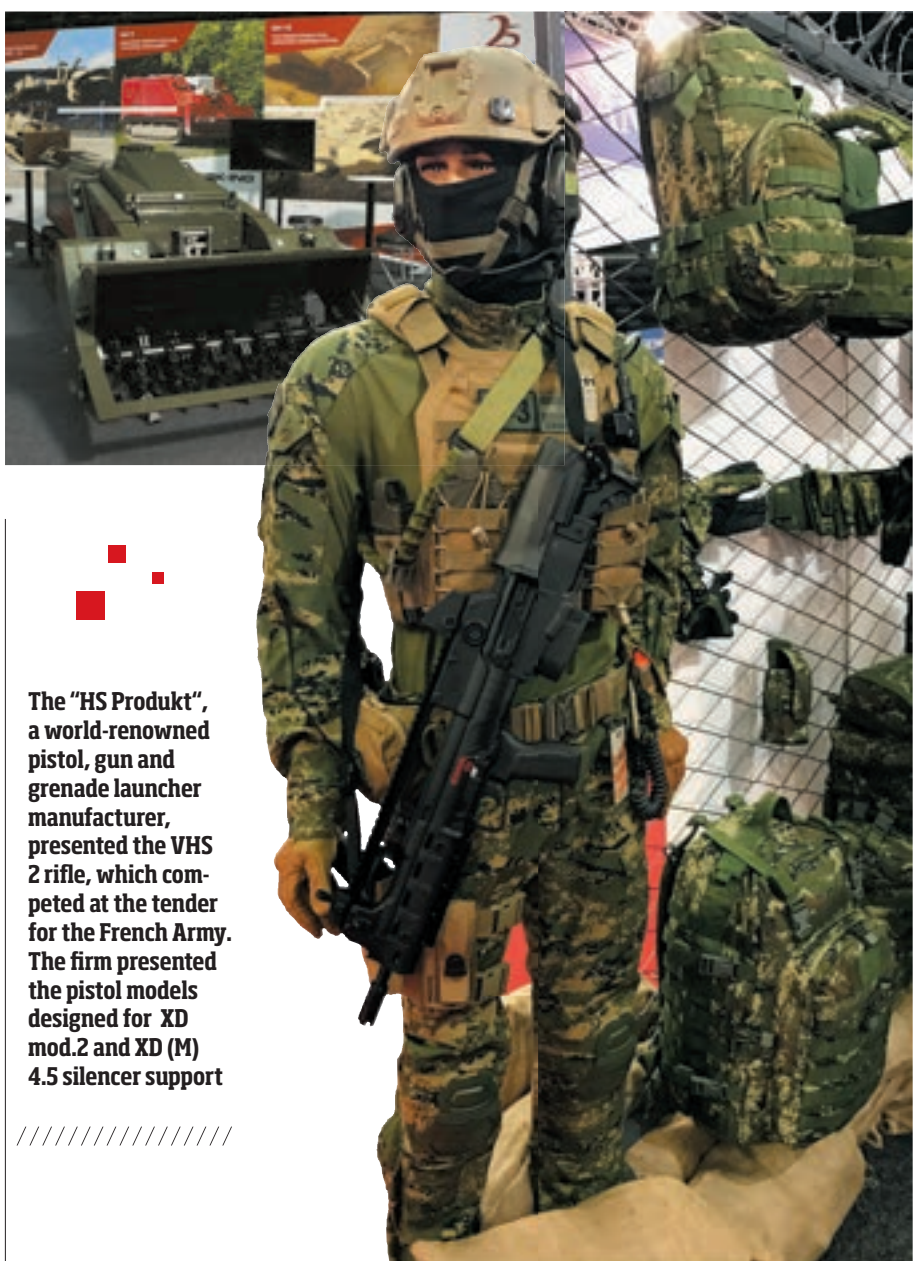 25
The “HS Produkt“,
a world-renowned
pistol, gun and
grenade launcher
manufacturer,
presented the VHS
2 rifle, which com-
peted at the tender
for the French Army.
The firm presented
the pistol models
designed for XD
mod.2 and XD (M)
4.5 silencer support